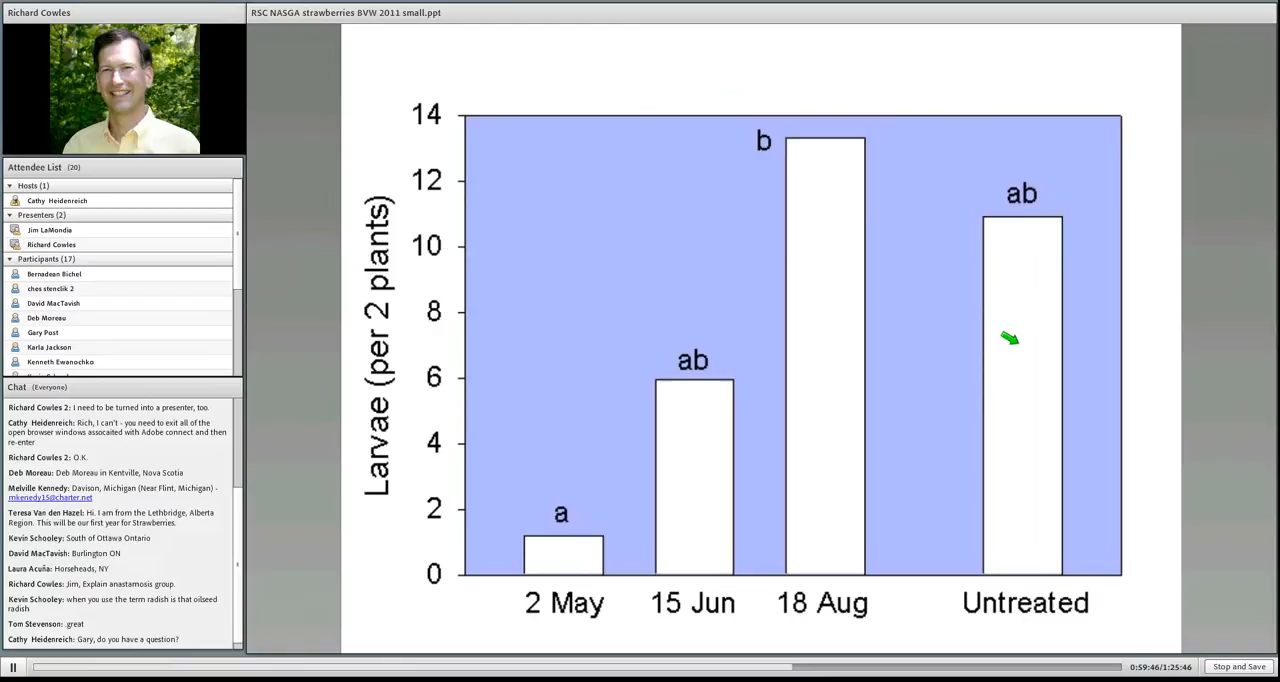 Richard Cowles
RSC NASGA strawberries BVW 2011 small.ppt
Attendee List (20)
Hosts (1)
Cathy Heidenreich
Presenters (2)
Jim LaMondia
Richard Cowles
Participants (17)
Bernadean Bichel
ches stenclik 2
David MacTavish
Deb Moreau
Gary Post
Karla Jackson
Kenneth Ewanochko
Chat (Everyone)
Richard Cowles 2: I need to be turned into a presenter, too.
Cathy Heidenreich: Rich, I can't - you need to exit all of the
open browser windows assocaited with Adobe connect and then
re-enter
Richard Cowles 2: O.K.
Deb Moreau: Deb Moreau in Kentville, Nova Scotia
Melville Kennedy: Davison, Michigan (Near Flint, Michigan) -
mkenedy15@charter.net
Teresa Van den Hazel: Hi. I am from the Lethbridge, Alberta
Region. This will be our first year for Strawberries.
Kevin Schooley: South of Ottawa Ontario
David MacTavish: Burlington ON
Laura Acuña: Horseheads, NY
Richard Cowles: Jim, Explain anastamosis group.
Kevin Schooley: when you use the term radish is that oilseed
radish
Tom Stevenson: .great
Cathy Heidenreich: Gary, do you have a question?
Larvae (per 2 plants)
14
12
10
8
6
4
2
0
a
ab
b
ab
2 May
15 Jun
18 Aug
Untreated
0:59:46/1:25:46
Stop and Save